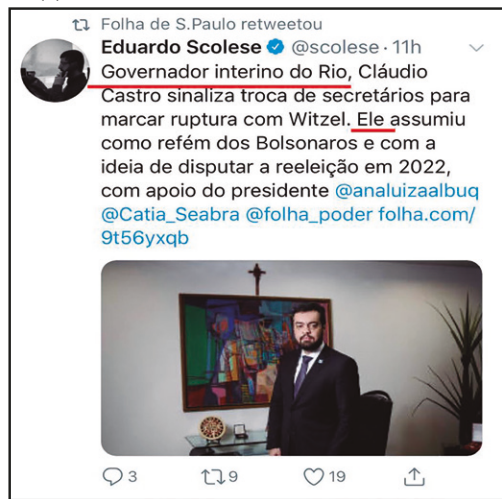 Folha de S.Paulo retweetou
Eduardo Scolese @scolese · 11h
Governador interino do Rio, Cláudio
Castro sinaliza troca de secretários para
marcar ruptura com Witzel. Ele assumiu
como refém dos Bolsonaros e com a
ideia de disputar a reeleição em 2022,
com apoio do presidente @analuizaalbuq
@Catia_Seabra @folha_poder folha.com/
9t56yxqb
3 9 19